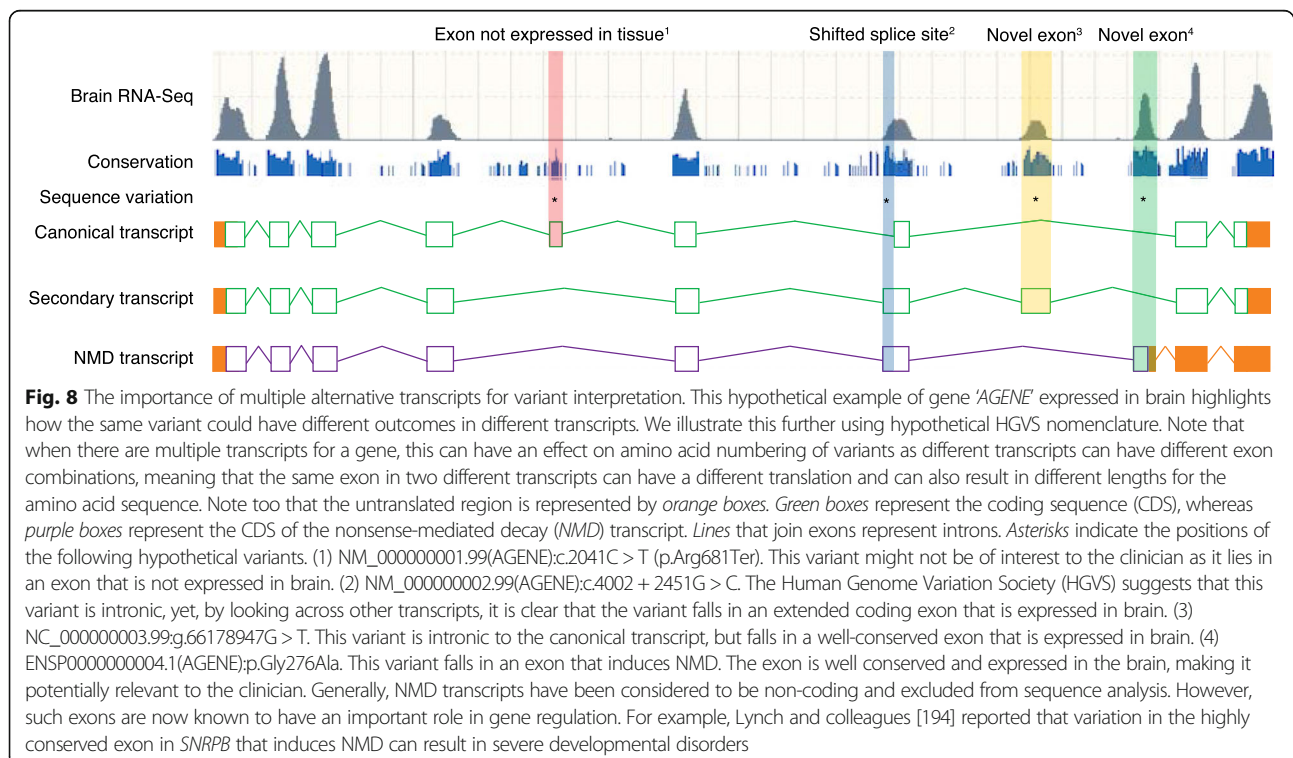 Exon not expressed in tissue¹ Shifted splice site² Novel exon³ Novel exon⁴
Brain RNA-Seq
Conservation
Sequence variation
* * * *
Canonical transcript
Secondary transcript
NMD transcript
Fig. 8 The importance of multiple alternative transcripts for variant interpretation. This hypothetical example of gene ‘AGENE’ expressed in brain highlights
how the same variant could have different outcomes in different transcripts. We illustrate this further using hypothetical HGVS nomenclature. Note that
when there are multiple transcripts for a gene, this can have an effect on amino acid numbering of variants as different transcripts can have different exon
combinations, meaning that the same exon in two different transcripts can have a different translation and can also result in different lengths for the
amino acid sequence. Note too that the untranslated region is represented by orange boxes. Green boxes represent the coding sequence (CDS), whereas
purple boxes represent the CDS of the nonsense-mediated decay (NMD) transcript. Lines that join exons represent introns. Asterisks indicate the positions of
the following hypothetical variants. (1) NM_000000001.99(AGENE):c.2041C > T (p.Arg681Ter). This variant might not be of interest to the clinician as it lies in
an exon that is not expressed in brain. (2) NM_000000002.99(AGENE):c.4002 + 2451G > C. The Human Genome Variation Society (HGVS) suggests that this
variant is intronic, yet, by looking across other transcripts, it is clear that the variant falls in an extended coding exon that is expressed in brain. (3)
NC_000000003.99:g.66178947G > T. This variant is intronic to the canonical transcript, but falls in a well-conserved exon that is expressed in brain. (4)
ENSP0000000004.1(AGENE):p.Gly276Ala. This variant falls in an exon that induces NMD. The exon is well conserved and expressed in the brain, making it
potentially relevant to the clinician. Generally, NMD transcripts have been considered to be non-coding and excluded from sequence analysis. However,
such exons are now known to have an important role in gene regulation. For example, Lynch and colleagues [194] reported that variation in the highly
conserved exon in SNRPB that induces NMD can result in severe developmental disorders